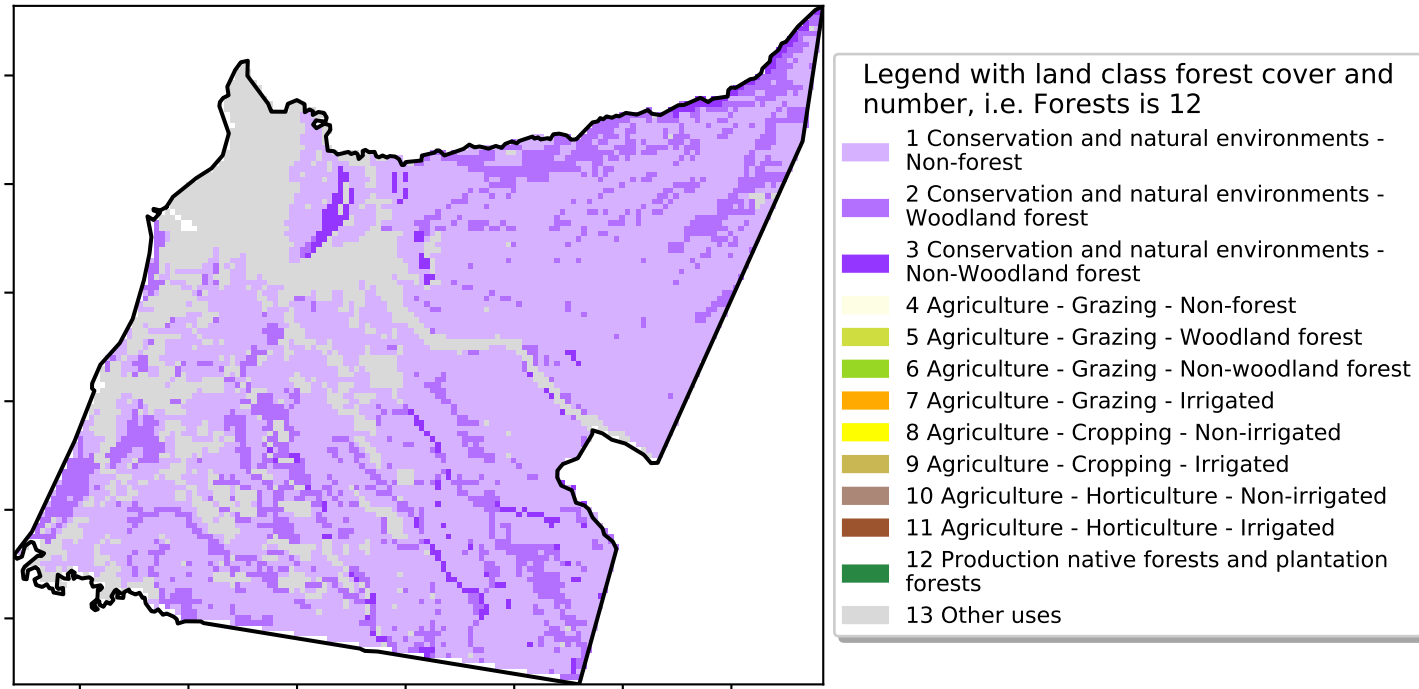 Legend with land class forest cover and
number, i.e. Forests is 12
1 Conservation and natural environments -
Non-forest
2 Conservation and natural environments -
Woodland forest
3 Conservation and natural environments -
Non-Woodland forest
4 Agriculture - Grazing - Non-forest
5 Agriculture - Grazing - Woodland forest
6 Agriculture - Grazing - Non-woodland forest
7 Agriculture - Grazing - Irrigated
8 Agriculture - Cropping - Non-irrigated
9 Agriculture - Cropping - Irrigated
10 Agriculture - Horticulture - Non-irrigated
11 Agriculture - Horticulture - Irrigated
12 Production native forests and plantation
forests
13 Other uses